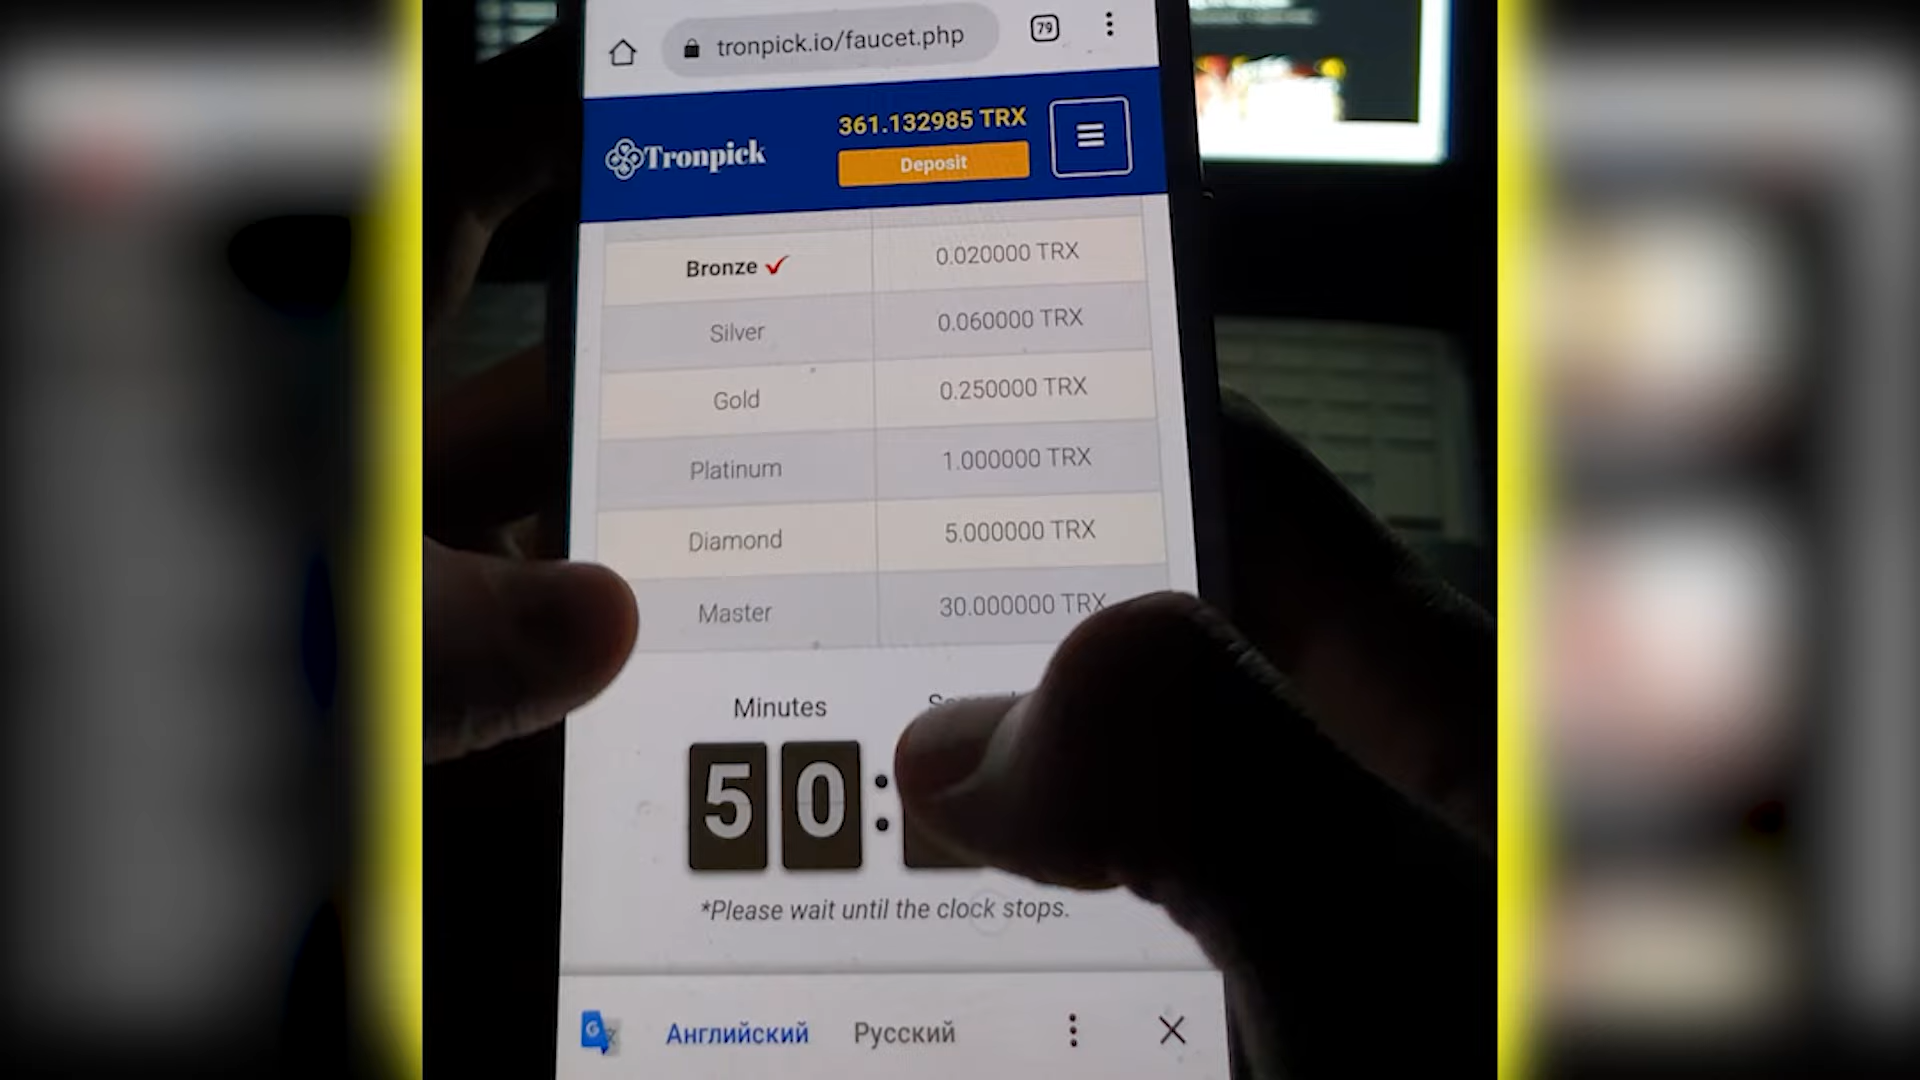 tronpick.io/faucet.php
79
361.132985 TRX
Tronpick
Deposit
Bronze 0.020000 TRX
Silver 0.060000 TRX
Gold 0.250000 TRX
Platinum 1.000000 TRX
Diamond 5.000000 TRX
Master 30.000000 TRX
Minutes
50:
*Please wait until the clock stops.
G
Английский Русский